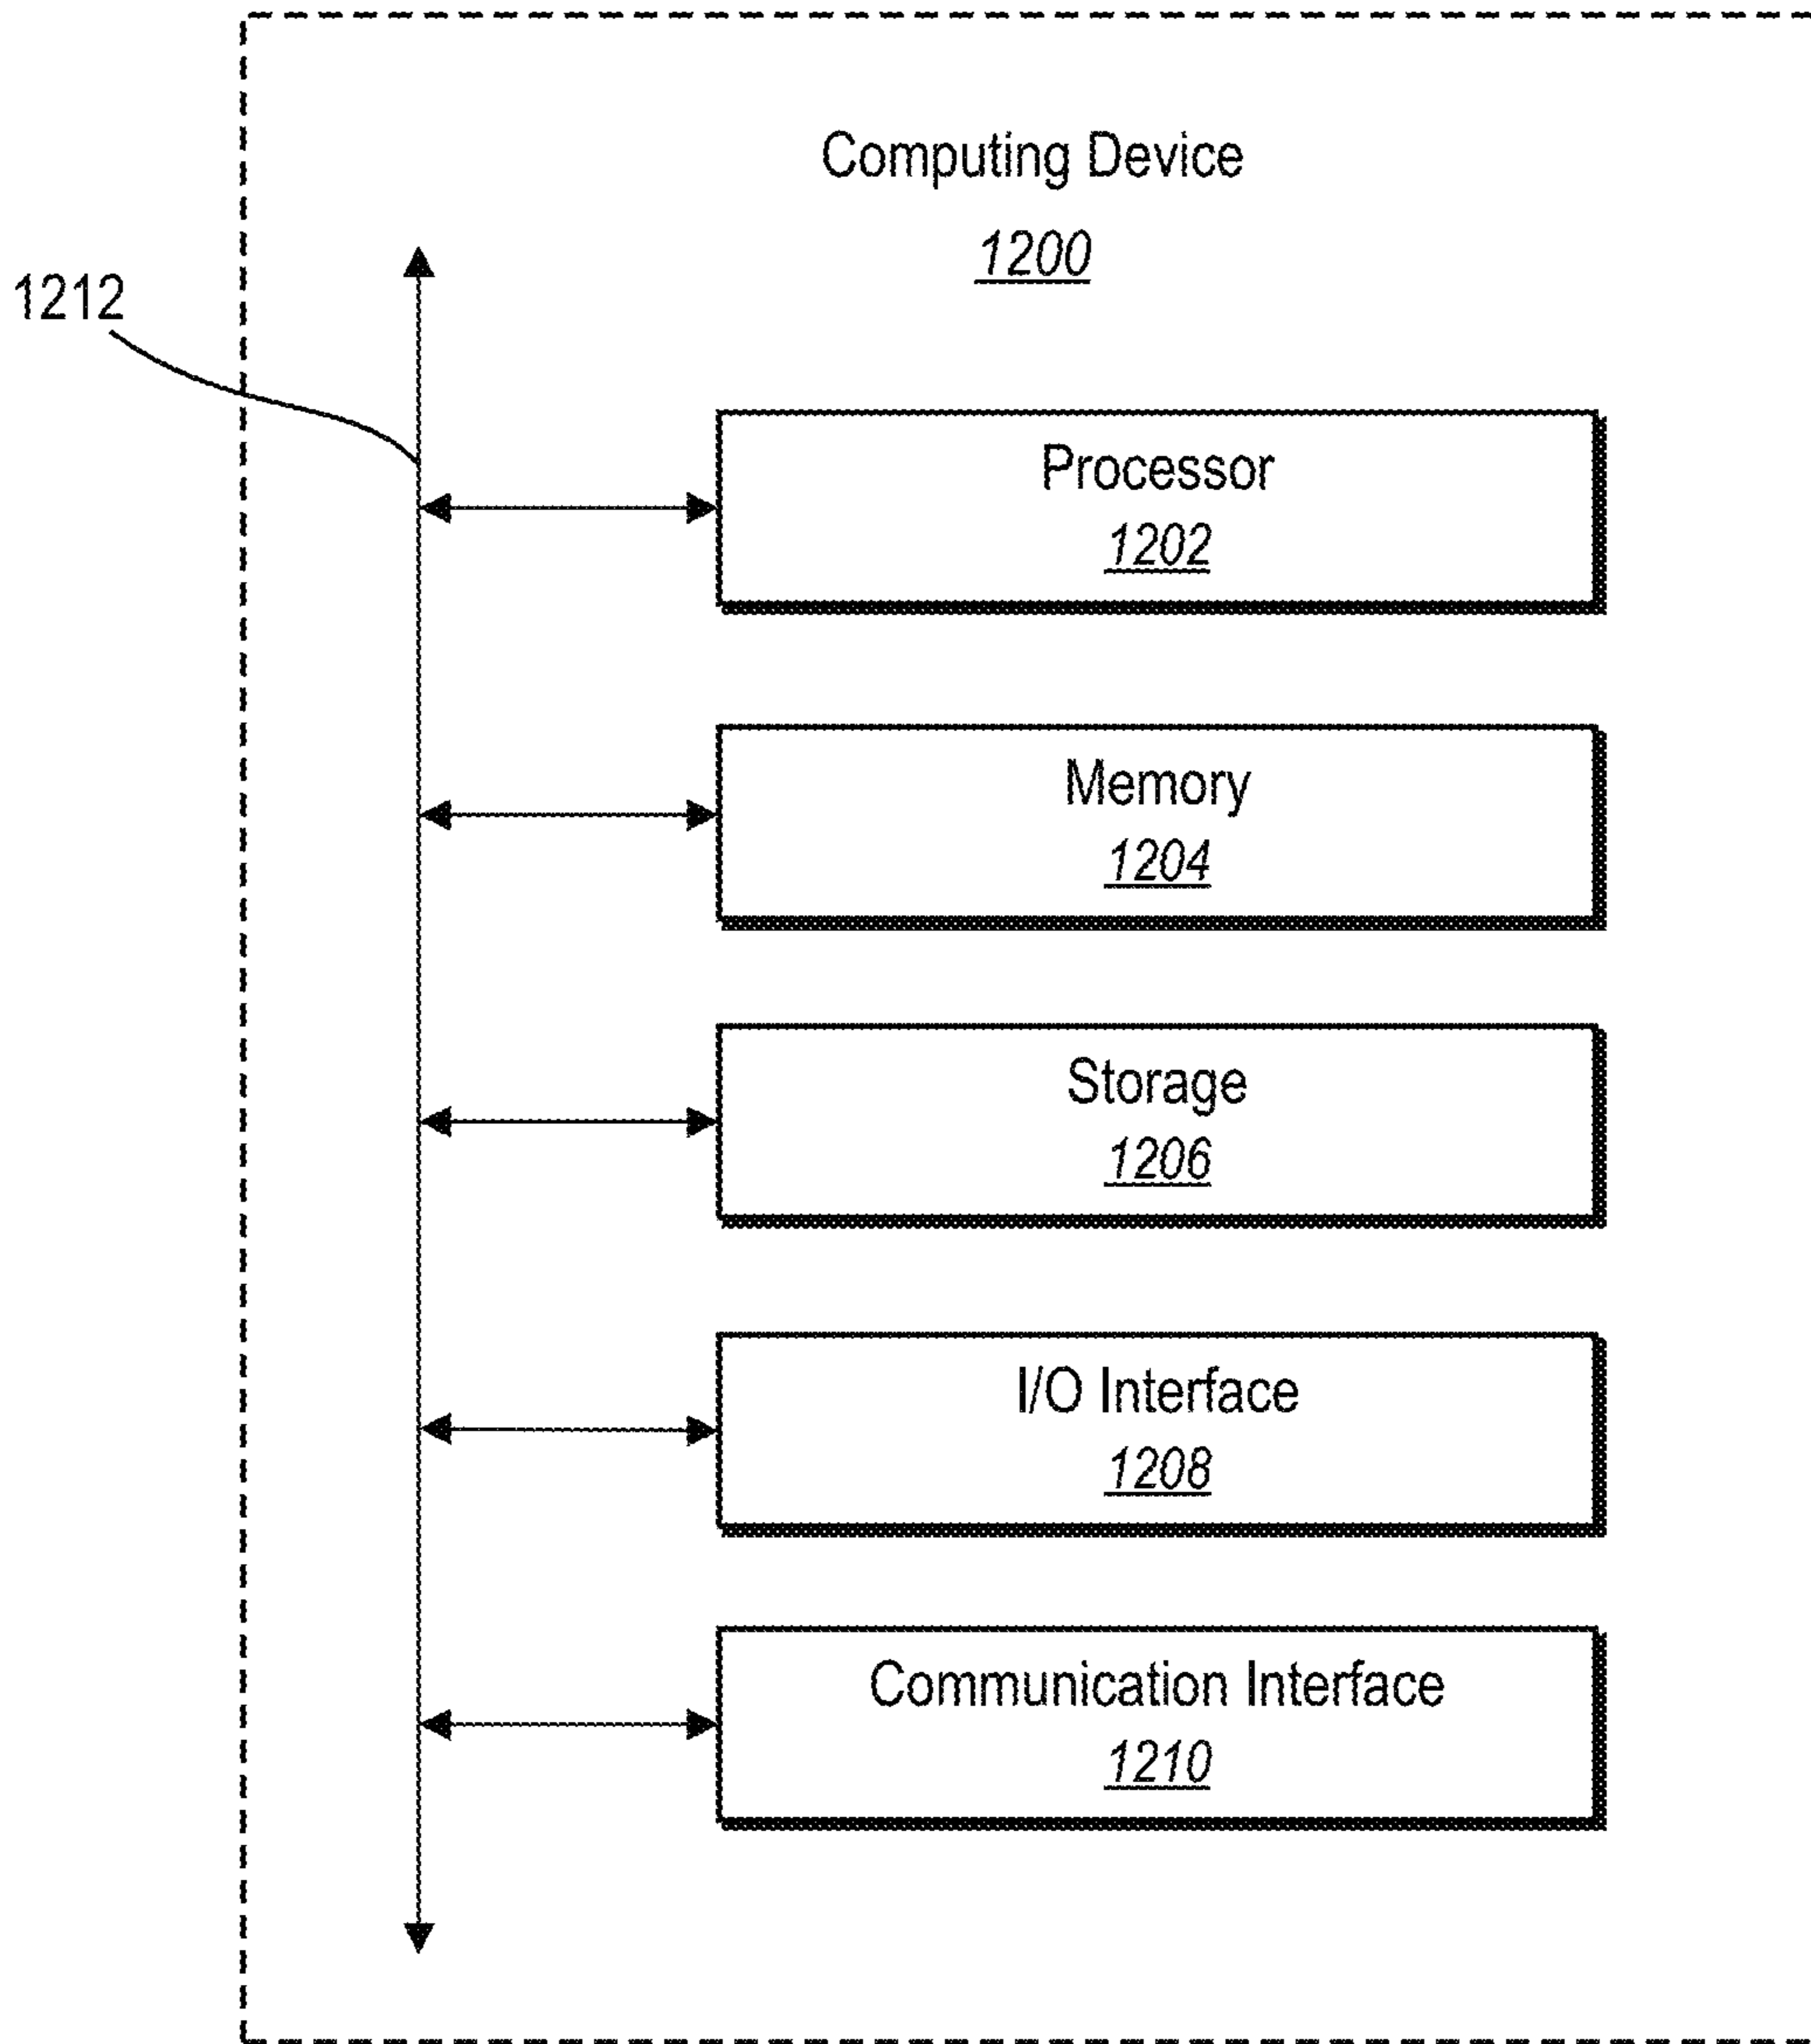 Computing Device
1200
1212
Processor
1202
Memory
1204
Storage
1206
I/O Interface
1208
Communication Interface
1210